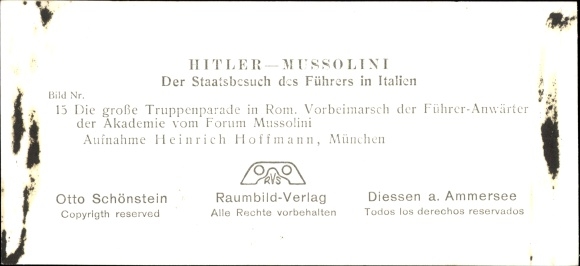 HITLER—MUSSOLINI
Der Staatsbesuch des Führers in Italien
Bild Nr.
15 Die große Truppenparade in Rom. Vorbeimarsch der Führer-Anwärter
der Akademie vom Forum Mussolini
Aufnahme Heinrich Hoffmann, München
RVS
Otto Schönstein Raumbild-Verlag Diessen a. Ammersee
Copyrigth reserved Alle Rechte vorbehalten Todos los derechos reservados